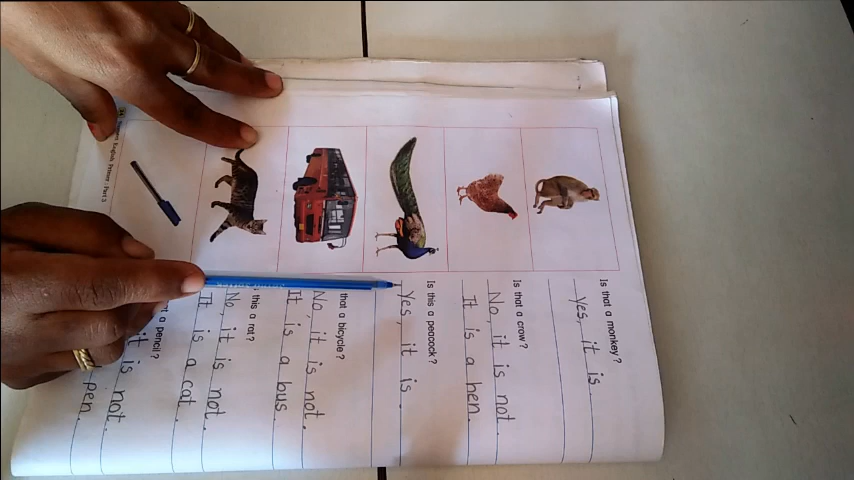 Is that a monkey?
Yes, it is.
Is that a crow?
No, it is not.
It is a hen.
Is this a peacock?
Yes, it is.
that a bicycle?
No, it is not.
It is a bus.
this a rat?
No, it is not.
It is a cat.
a pencil?
it is not.
pen.
English Primer - Part 3